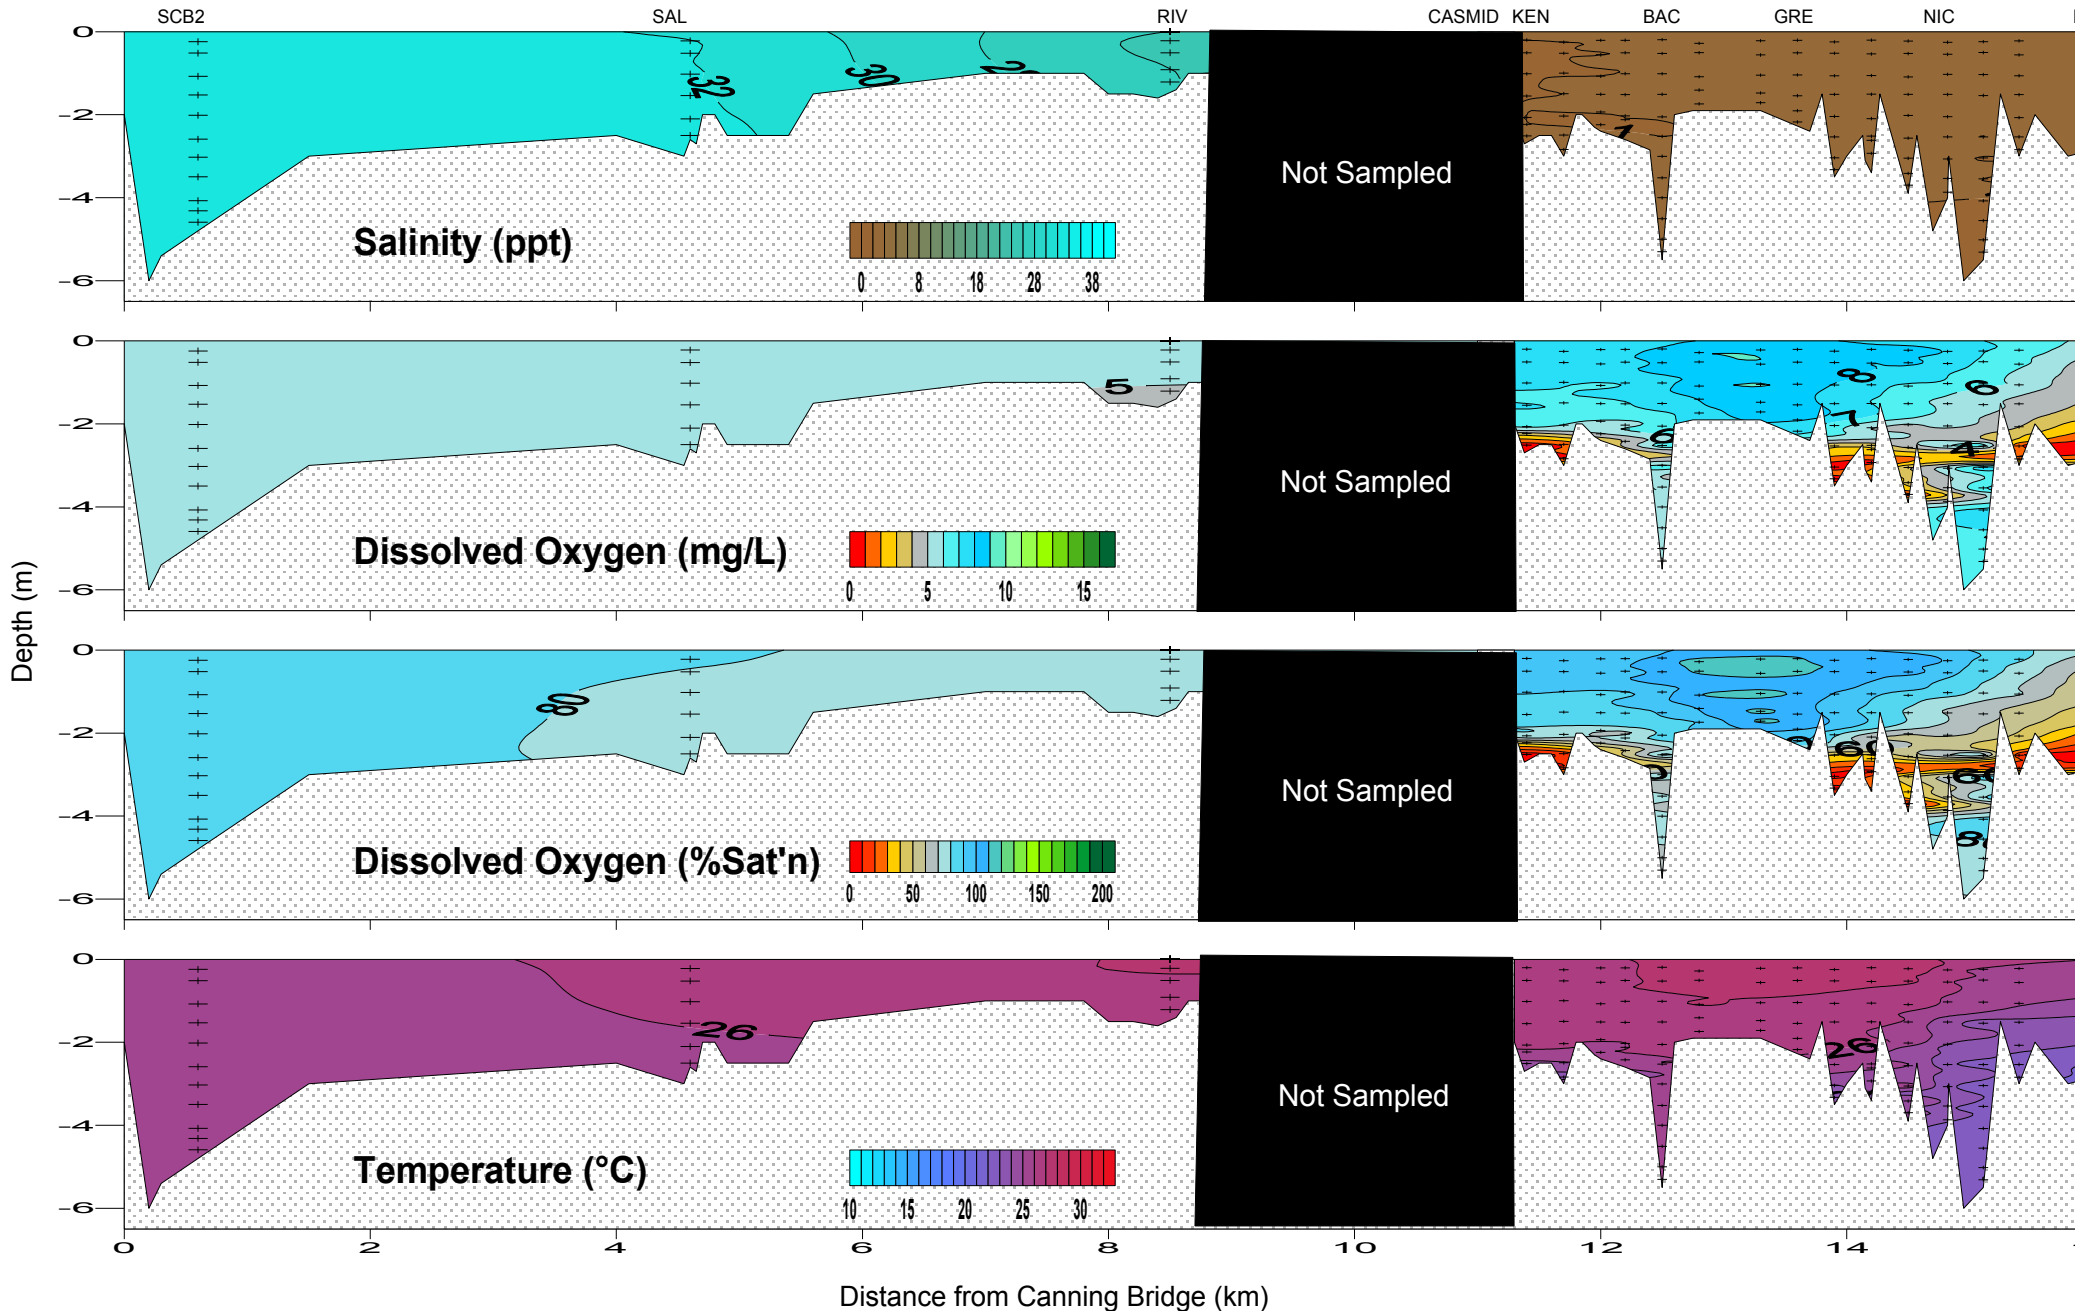 SCB2 SAL RIV CASMID KEN BAC GRE NIC
0
32 30
-2
1
Not Sampled
-4
Salinity (ppt)
0 8 18 28 38
-6
0
5 8 6
7
-2
6 4
Not Sampled
-4
Dissolved Oxygen (mg/L)
0 5 10 15
-6
Depth (m)
0
80
-2
60
Not Sampled
-4
Dissolved Oxygen (%Sat'n)
0 50 100 150 200
-6
0
26 26
-2
Not Sampled
-4
Temperature (°C)
10 15 20 25 30
-6
0 2 4 6 8 10 12 14
Distance from Canning Bridge (km)